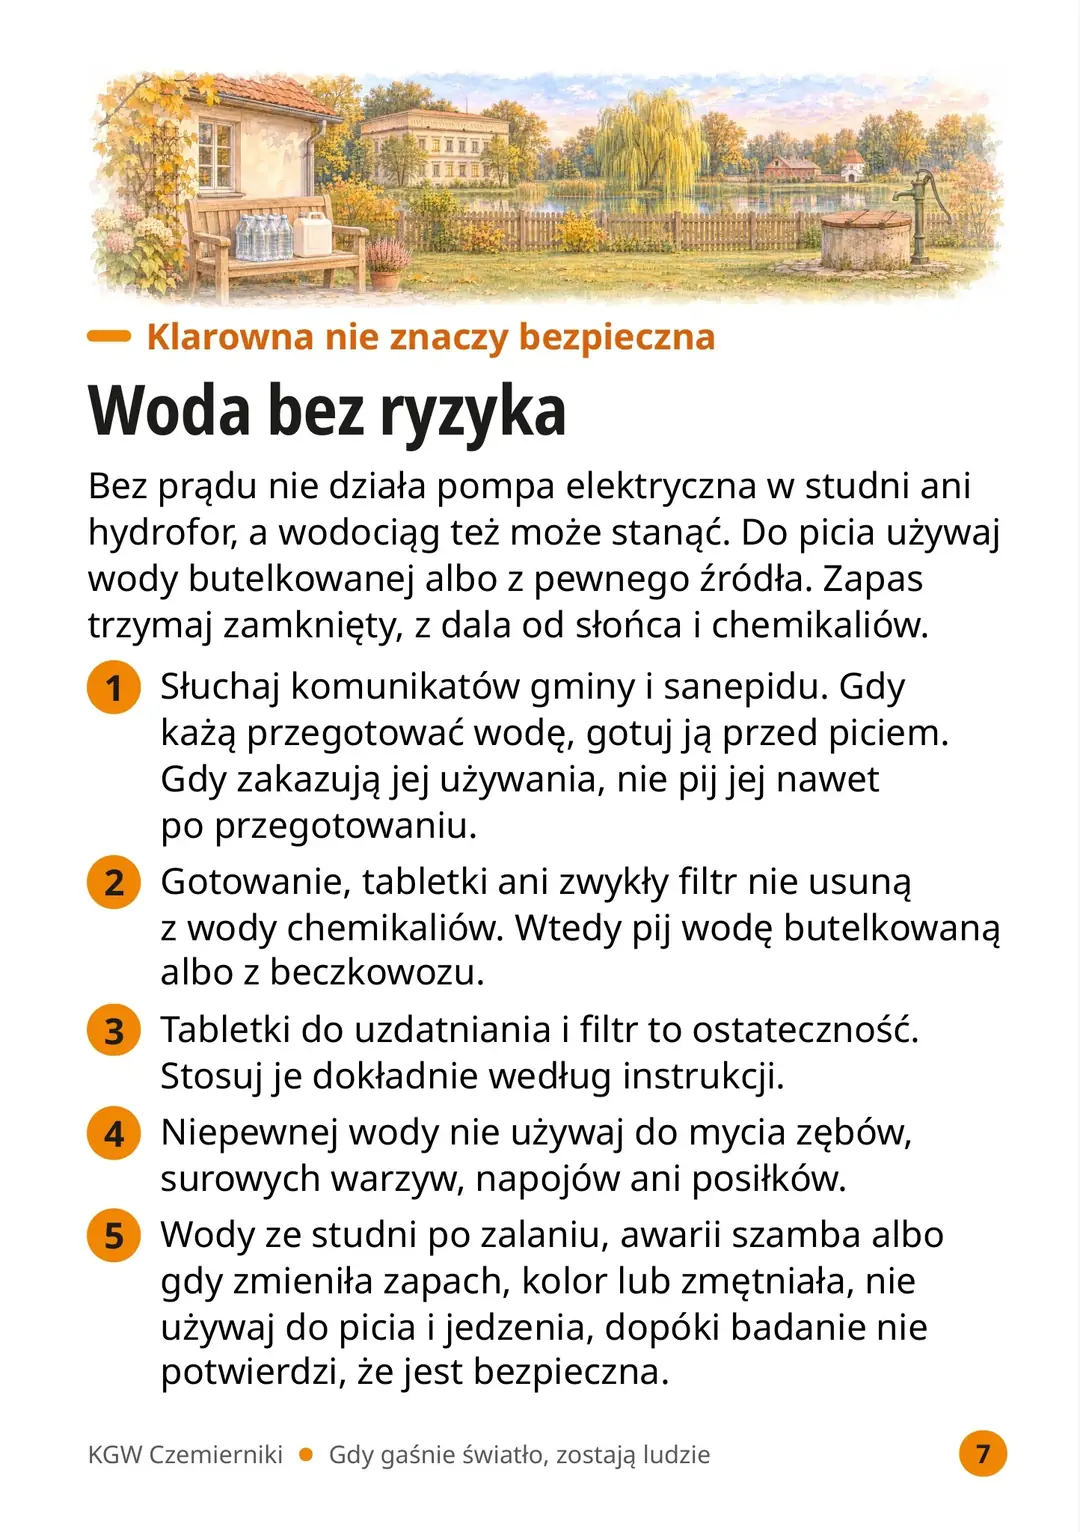 Klarowna nie znaczy bezpieczna
Woda bez ryzyka
Bez prądu nie działa pompa elektryczna w studni ani
hydrofor, a wodociąg też może stanąć. Do picia używaj
wody butelkowanej albo z pewnego źródła. Zapas
trzymaj zamknięty, z dala od słońca i chemikaliów.
1 Słuchaj komunikatów gminy i sanepidu. Gdy
każą przegotować wodę, gotuj ją przed piciem.
Gdy zakazują jej używania, nie pij jej nawet
po przegotowaniu.
2 Gotowanie, tabletki ani zwykły filtr nie usuną
z wody chemikaliów. Wtedy pij wodę butelkowaną
albo z beczkowozu.
3 Tabletki do uzdatniania i filtr to ostateczność.
Stosuj je dokładnie według instrukcji.
4 Niepewnej wody nie używaj do mycia zębów,
surowych warzyw, napojów ani posiłków.
5 Wody ze studni po zalaniu, awarii szamba albo
gdy zmieniła zapach, kolor lub zmętniała, nie
używaj do picia i jedzenia, dopóki badanie nie
potwierdzi, że jest bezpieczna.
KGW Czemierniki ● Gdy gaśnie światło, zostają ludzie 7